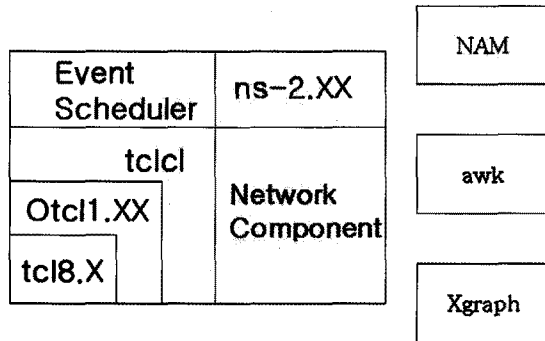 Event
Scheduler
ns-2.XX
tclcl
Otcl1.XX
tcl8.X
Network
Component
NAM
awk
Xgraph